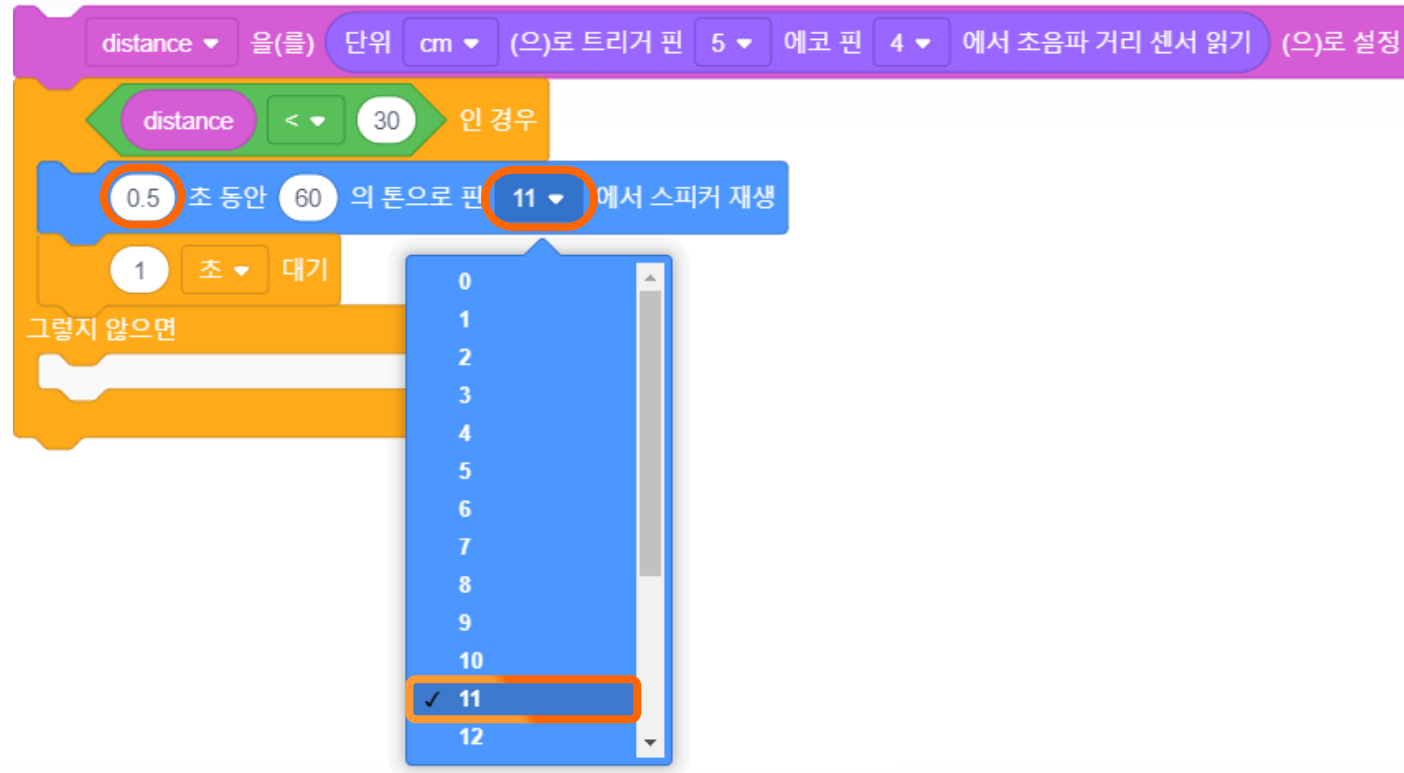 distance 을(를) 단위 cm (으)로 트리거 핀 5 에코 핀 4 에서 초음파 거리 센서 읽기 (으)로 설정
distance < 30 인 경우
0.5 초 동안 60 의 톤으로 핀 11 에서 스피커 재생
1 초 대기
그렇지 않으면
0
1
2
3
4
5
6
7
8
9
10
✓ 11
12